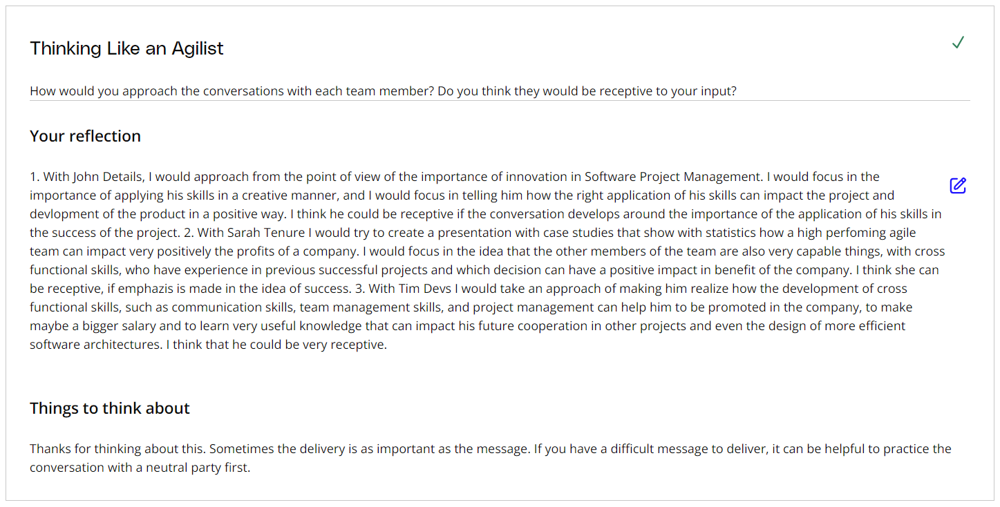 Thinking Like an Agilist
How would you approach the conversations with each team member? Do you think they would be receptive to your input?
Your reflection
1. With John Details, I would approach from the point of view of the importance of innovation in Software Project Management. I would focus in the
importance of applying his skills in a creative manner, and I would focus in telling him how the right application of his skills can impact the project and
devlopment of the product in a positive way. I think he could be receptive if the conversation develops around the importance of the application of his skills in
the success of the project. 2. With Sarah Tenure I would try to create a presentation with case studies that show with statistics how a high perfoming agile
team can impact very positively the profits of a company. I would focus in the idea that the other members of the team are also very capable things, with cross
functional skills, who have experience in previous successful projects and which decision can have a positive impact in benefit of the company. I think she can
be receptive, if emphazis is made in the idea of success. 3. With Tim Devs I would take an approach of making him realize how the development of cross
functional skills, such as communication skills, team management skills, and project management can help him to be promoted in the company, to make
maybe a bigger salary and to learn very useful knowledge that can impact his future cooperation in other projects and even the design of more efficient
software architectures. I think that he could be very receptive.
Things to think about
Thanks for thinking about this. Sometimes the delivery is as important as the message. If you have a difficult message to deliver, it can be helpful to practice the
conversation with a neutral party first.